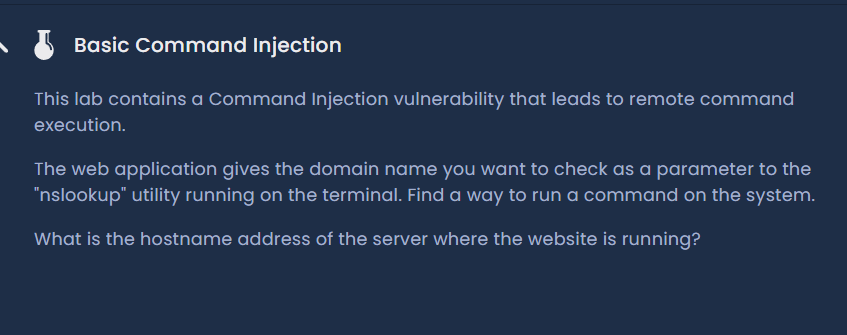 Basic Command Injection
This lab contains a Command Injection vulnerability that leads to remote command
execution.
The web application gives the domain name you want to check as a parameter to the
"nslookup" utility running on the terminal. Find a way to run a command on the system.
What is the hostname address of the server where the website is running?